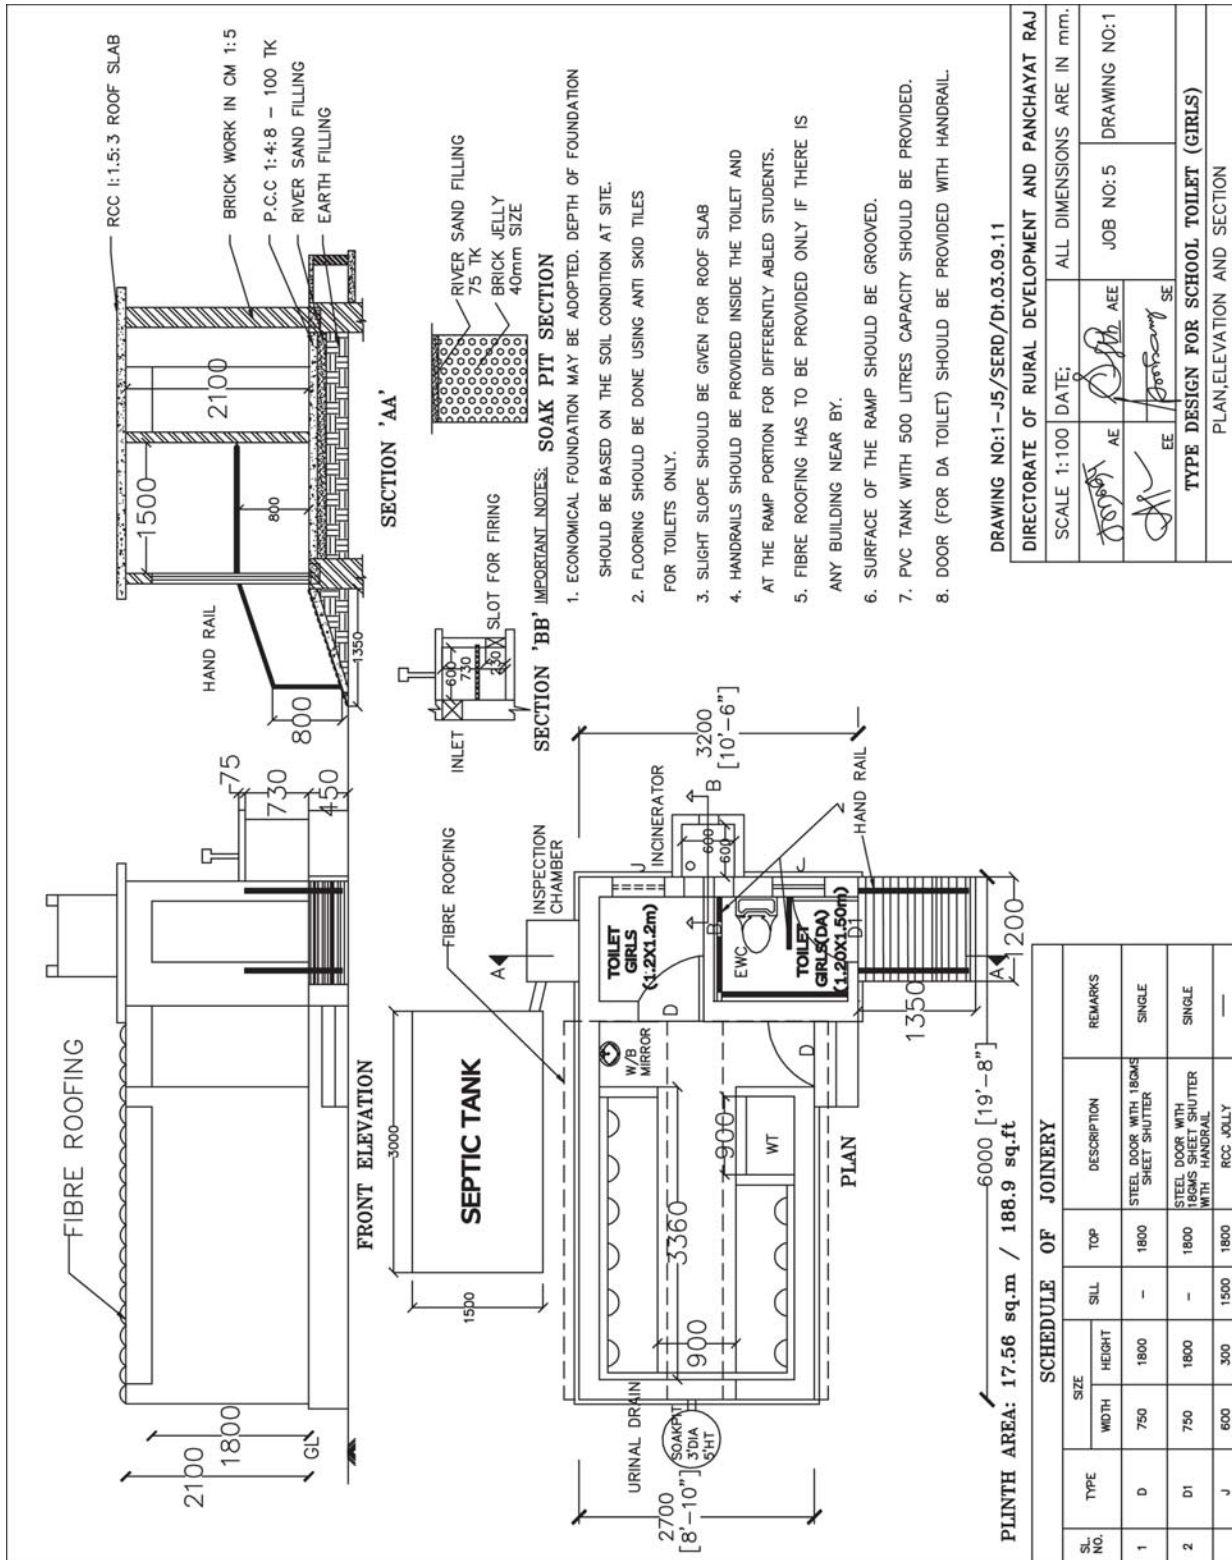 FIBRE ROOFING
2100
1800
GL
75
730
450
FRONT ELEVATION
RCC I:1.5:3 ROOF SLAB
BRICK WORK IN CM 1:5
P.C.C 1:4:8 - 100 TK
RIVER SAND FILLING
EARTH FILLING
HAND RAIL
1500
2100
800
800
1350
SECTION 'AA'
3000
1500
SEPTIC TANK
FIBRE ROOFING
INSPECTION
CHAMBER
INLET
600
730
230
SLOT FOR FIRING
SECTION 'BB'
RIVER SAND FILLING
75 TK
BRICK JELLY
40mm SIZE
SOAK PIT SECTION
URINAL DRAIN
SOAKPIT
3'DIA
5'HT
2700
[8'-10"]
900
3360
900
WT
W/B
MIRROR
D
D
D1
A
A
TOILET
GIRLS
(1.2X1.2m)
EWC
TOILET
GIRLS(DA)
(1.20X1.50m)
J
J
INCINERATOR
600
600
B
B
3200
[10'-6"]
HAND RAIL
1350
1200
6000 [19'-8"]
PLAN
PLINTH AREA: 17.56 sq.m / 188.9 sq.ft
IMPORTANT NOTES:
1. ECONOMICAL FOUNDATION MAY BE ADOPTED. DEPTH OF FOUNDATION
SHOULD BE BASED ON THE SOIL CONDITION AT SITE.
2. FLOORING SHOULD BE DONE USING ANTI SKID TILES
FOR TOILETS ONLY.
3. SLIGHT SLOPE SHOULD BE GIVEN FOR ROOF SLAB
4. HANDRAILS SHOULD BE PROVIDED INSIDE THE TOILET AND
AT THE RAMP PORTION FOR DIFFERENTLY ABLED STUDENTS.
5. FIBRE ROOFING HAS TO BE PROVIDED ONLY IF THERE IS
ANY BUILDING NEAR BY.
6. SURFACE OF THE RAMP SHOULD BE GROOVED.
7. PVC TANK WITH 500 LITRES CAPACITY SHOULD BE PROVIDED.
8. DOOR (FOR DA TOILET) SHOULD BE PROVIDED WITH HANDRAIL.
SCHEDULE OF JOINERY
SL. NO. TYPE SIZE WIDTH HEIGHT SILL TOP DESCRIPTION REMARKS
1 D 750 1800 - 1800 STEEL DOOR WITH 18GMS SHEET SHUTTER SINGLE
2 D1 750 1800 - 1800 STEEL DOOR WITH 18GMS SHEET SHUTTER WITH HANDRAIL SINGLE
J 600 300 1500 1800 RCC JOLLY —
DRAWING NO:1-J5/SERD/Dt.03.09.11
DIRECTORATE OF RURAL DEVELOPMENT AND PANCHAYAT RAJ
SCALE 1:100 DATE: ALL DIMENSIONS ARE IN mm.
AE AEE JOB NO: 5 DRAWING NO: 1
EE SE
TYPE DESIGN FOR SCHOOL TOILET (GIRLS)
PLAN,ELEVATION AND SECTION